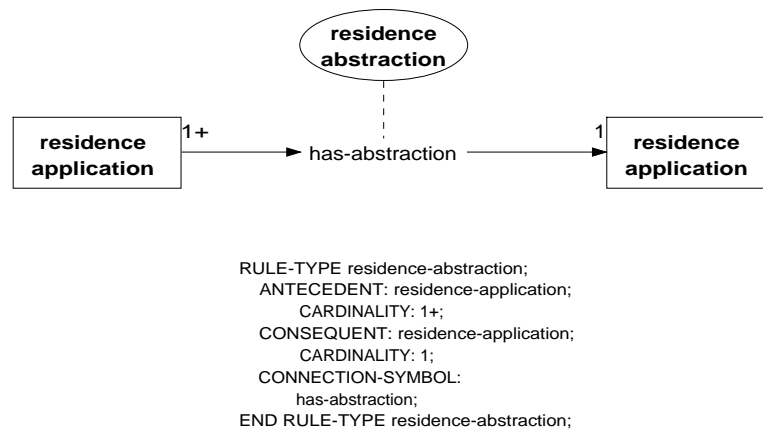 residence
abstraction
residence
application
1+
has-abstraction
1
residence
application
RULE-TYPE residence-abstraction;
ANTECEDENT: residence-application;
CARDINALITY: 1+;
CONSEQUENT: residence-application;
CARDINALITY: 1;
CONNECTION-SYMBOL:
has-abstraction;
END RULE-TYPE residence-abstraction;